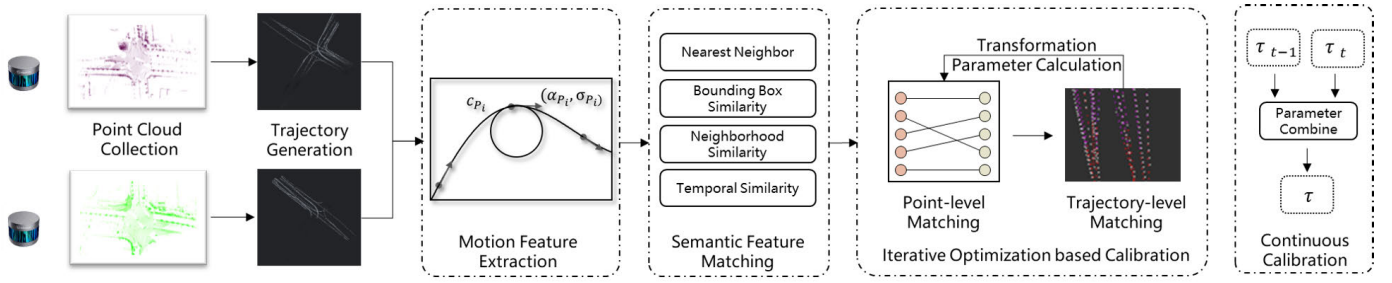 Point Cloud
Collection
Trajectory
Generation
c_{P_i}
(α_{P_i}, σ_{P_i})
Motion Feature
Extraction
Nearest Neighbor
Bounding Box
Similarity
Neighborhood
Similarity
Temporal Similarity
Semantic Feature
Matching
Transformation
Parameter Calculation
Point-level
Matching
Trajectory-level
Matching
Iterative Optimization based Calibration
τ_{t−1}
τ_t
Parameter
Combine
τ
Continuous
Calibration